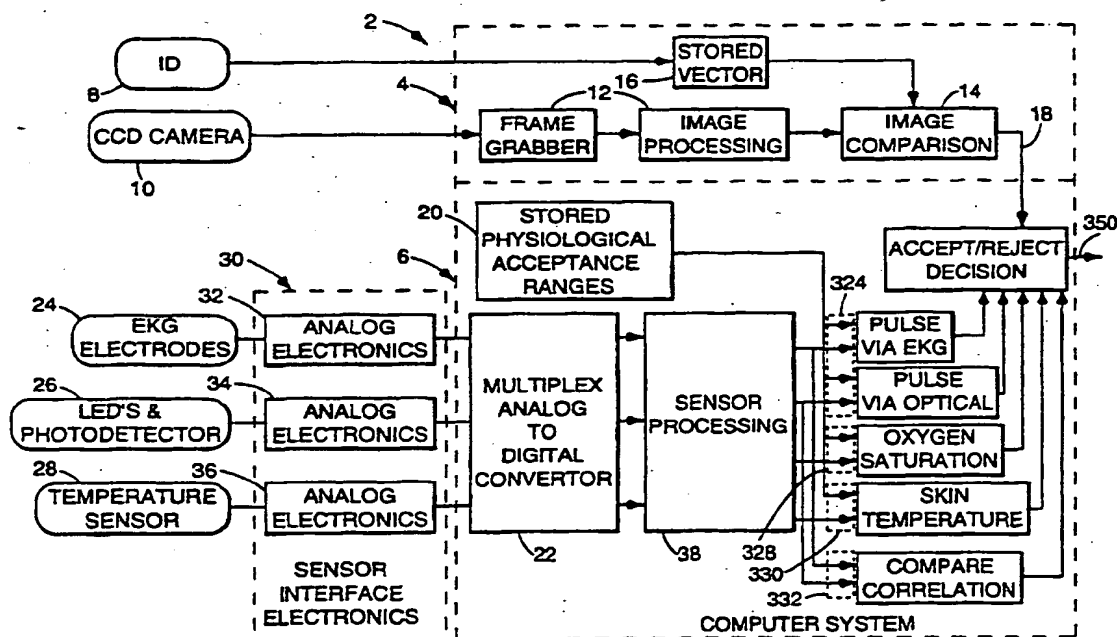 2
ID
8
STORED
VECTOR
16
4
12
14
CCD CAMERA
10
FRAME
GRABBER
IMAGE
PROCESSING
IMAGE
COMPARISON
18
20
STORED
PHYSIOLOGICAL
ACCEPTANCE
RANGES
ACCEPT/REJECT
DECISION
350
6
30
24
EKG
ELECTRODES
32
ANALOG
ELECTRONICS
324
PULSE
VIA EKG
26
LED'S &
PHOTODETECTOR
34
ANALOG
ELECTRONICS
MULTIPLEX
ANALOG
TO
DIGITAL
CONVERTOR
22
SENSOR
PROCESSING
38
PULSE
VIA OPTICAL
OXYGEN
SATURATION
28
TEMPERATURE
SENSOR
36
ANALOG
ELECTRONICS
328
SKIN
TEMPERATURE
330
332
COMPARE
CORRELATION
SENSOR
INTERFACE
ELECTRONICS
COMPUTER SYSTEM